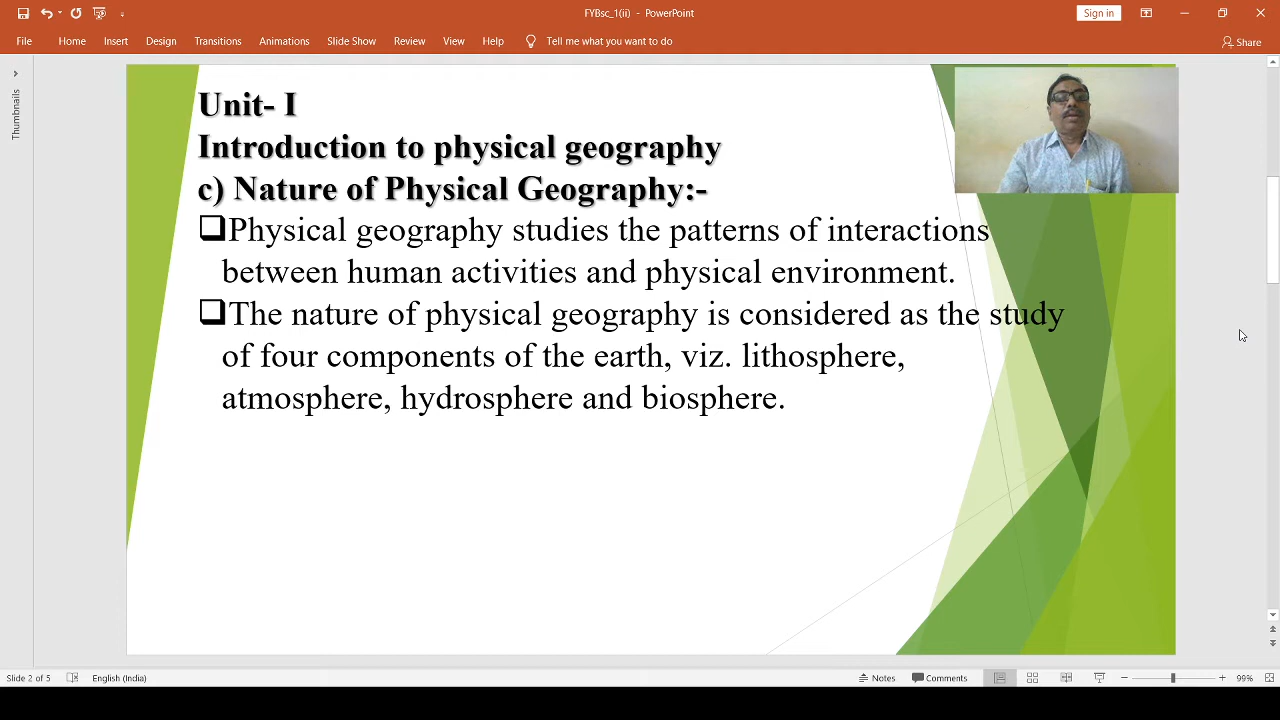 FYBsc_1(ii) - PowerPoint
Sign in
File Home Insert Design Transitions Animations Slide Show Review View Help Tell me what you want to do
Share
Thumbnails
Unit- I
Introduction to physical geography
c) Nature of Physical Geography:-
Physical geography studies the patterns of interactions
between human activities and physical environment.
The nature of physical geography is considered as the study
of four components of the earth, viz. lithosphere,
atmosphere, hydrosphere and biosphere.
Slide 2 of 5 English (India) Notes Comments 99%